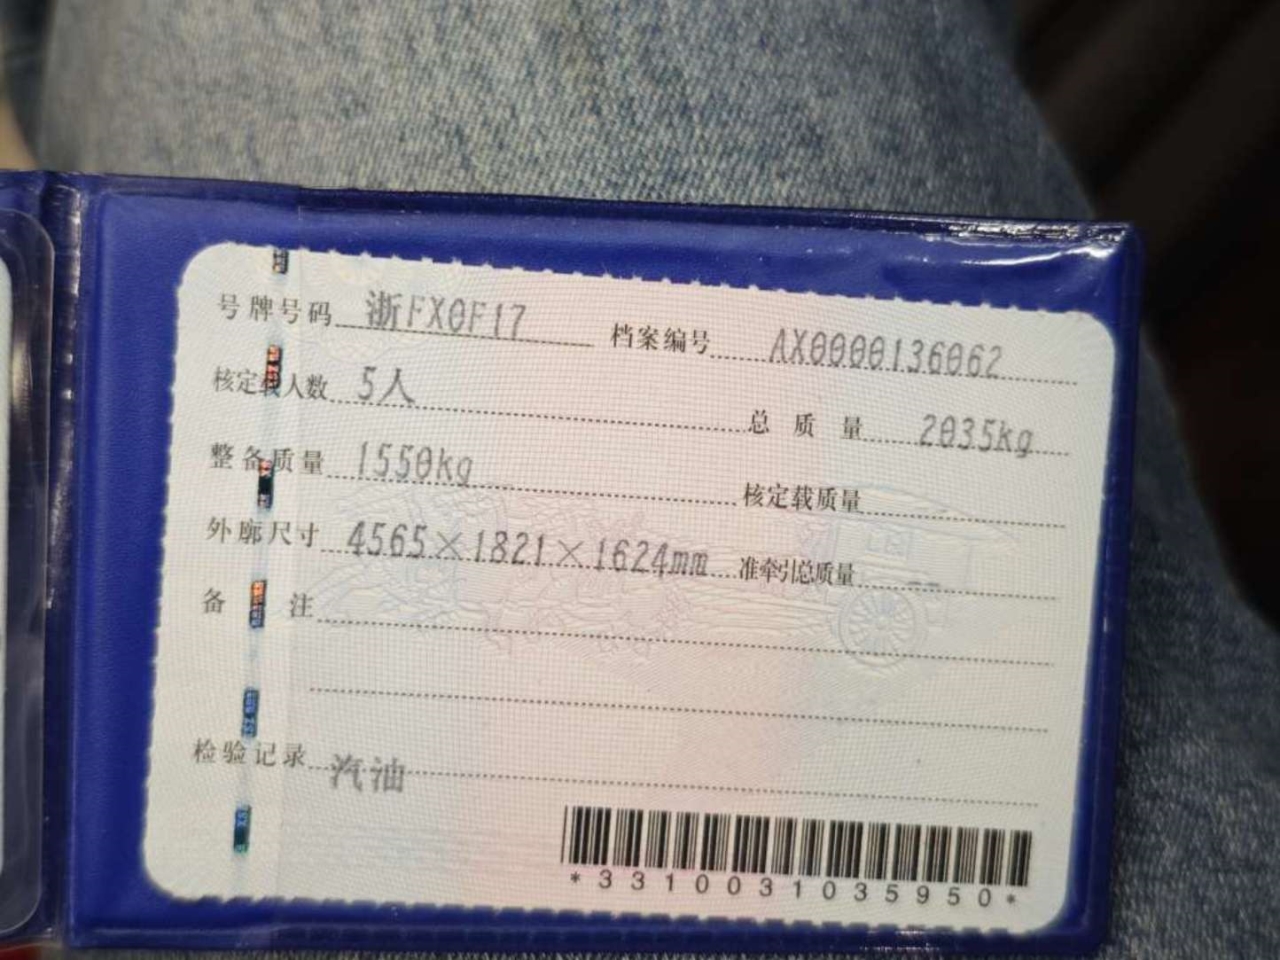 号牌号码 浙FX0F17 档案编号 AX0000136062
核定载人数 5人 总质量 2035kg
整备质量 1550kg 核定载质量
外廓尺寸 4565×1821×1624mm 准牵引总质量 --
备注
检验记录 汽油
*3310031035950*